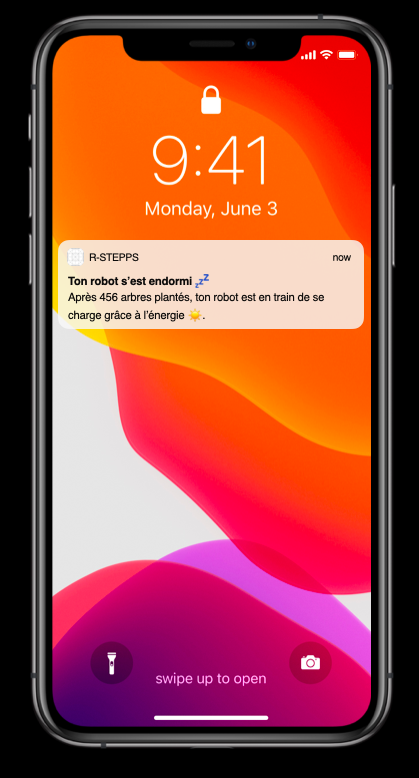 9:41
Monday, June 3
R-STEPPS now
Ton robot s'est endormi 💤
Après 456 arbres plantés, ton robot est en train de se
charge grâce à l'énergie ☀️.
swipe up to open